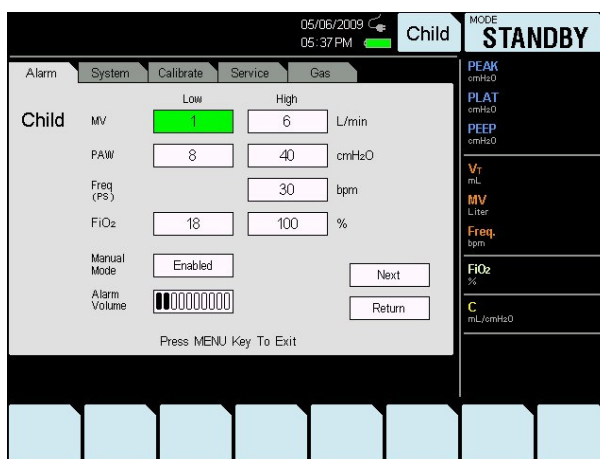 05/06/2009
05:37 PM
Child
MODE
STANDBY
Alarm System Calibrate Service Gas
Low High
Child MV 1 6 L/min
PAW 8 40 cmH2O
Freq (PS) 30 bpm
FiO2 18 100 %
Manual Mode Enabled
Next
Alarm Volume
Return
Press MENU Key To Exit
PEAK
cmH2O
PLAT
cmH2O
PEEP
cmH2O
VT
mL
MV
Liter
Freq.
bpm
FiO2
%
C
mL/cmH2O